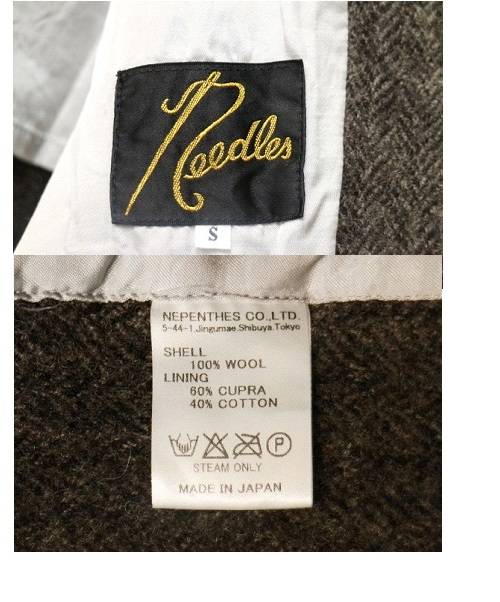 Needles
S
NEPENTHES CO.,LTD.
5-44-1,Jingumae,Shibuya,Tokyo
SHELL
100% WOOL
LINING
60% CUPRA
40% COTTON
P
STEAM ONLY
MADE IN JAPAN